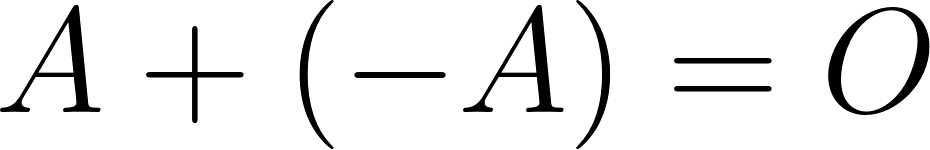 A + (−A) = O